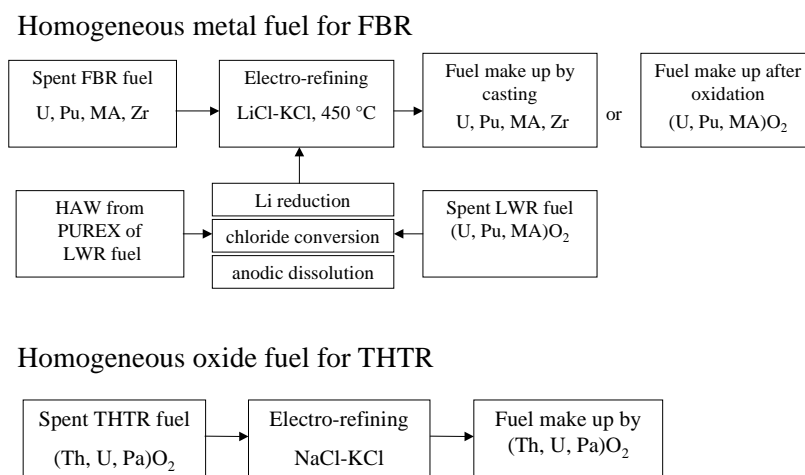 Homogeneous metal fuel for FBR
Spent FBR fuel
U, Pu, MA, Zr
Electro-refining
LiCl-KCl, 450 °C
Fuel make up by
casting
U, Pu, MA, Zr
or
Fuel make up after
oxidation
(U, Pu, MA)O₂
HAW from
PUREX of
LWR fuel
Li reduction
chloride conversion
anodic dissolution
Spent LWR fuel
(U, Pu, MA)O₂
Homogeneous oxide fuel for THTR
Spent THTR fuel
(Th, U, Pa)O₂
Electro-refining
NaCl-KCl
Fuel make up by
(Th, U, Pa)O₂